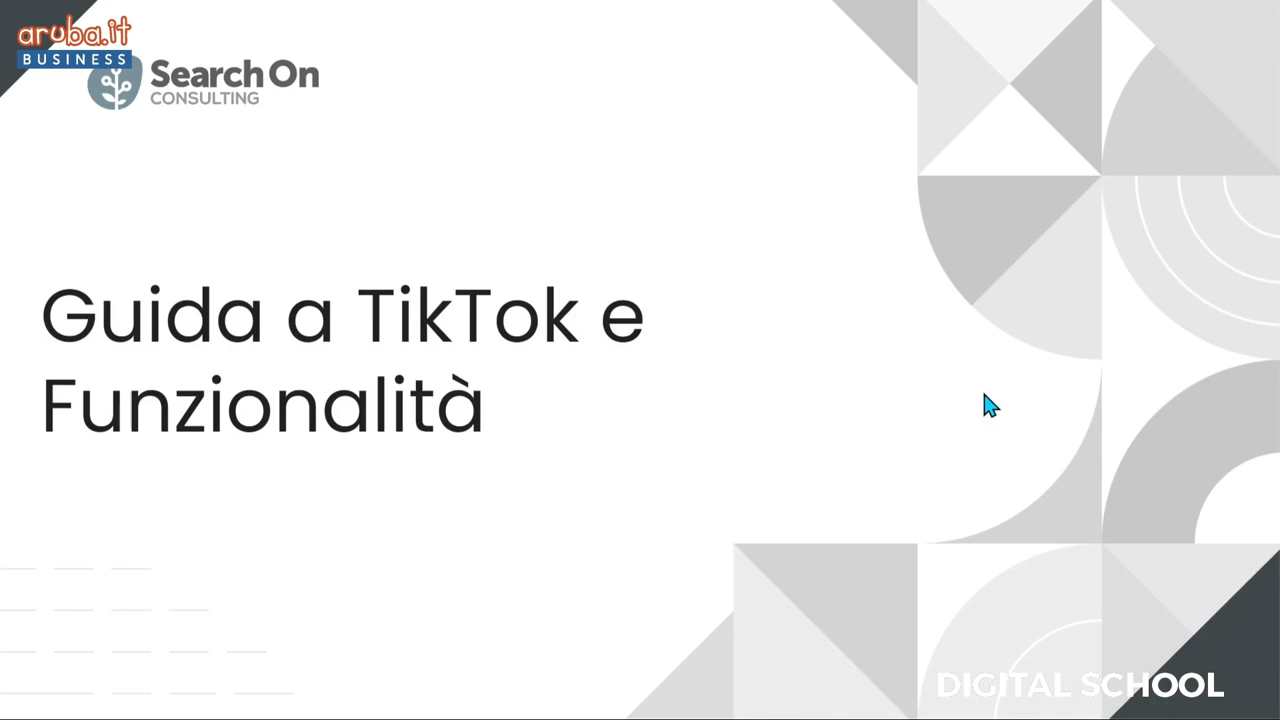 aruba.it
BUSINESS
Search On
CONSULTING
Guida a TikTok e
Funzionalità
DIGITAL SCHOOL